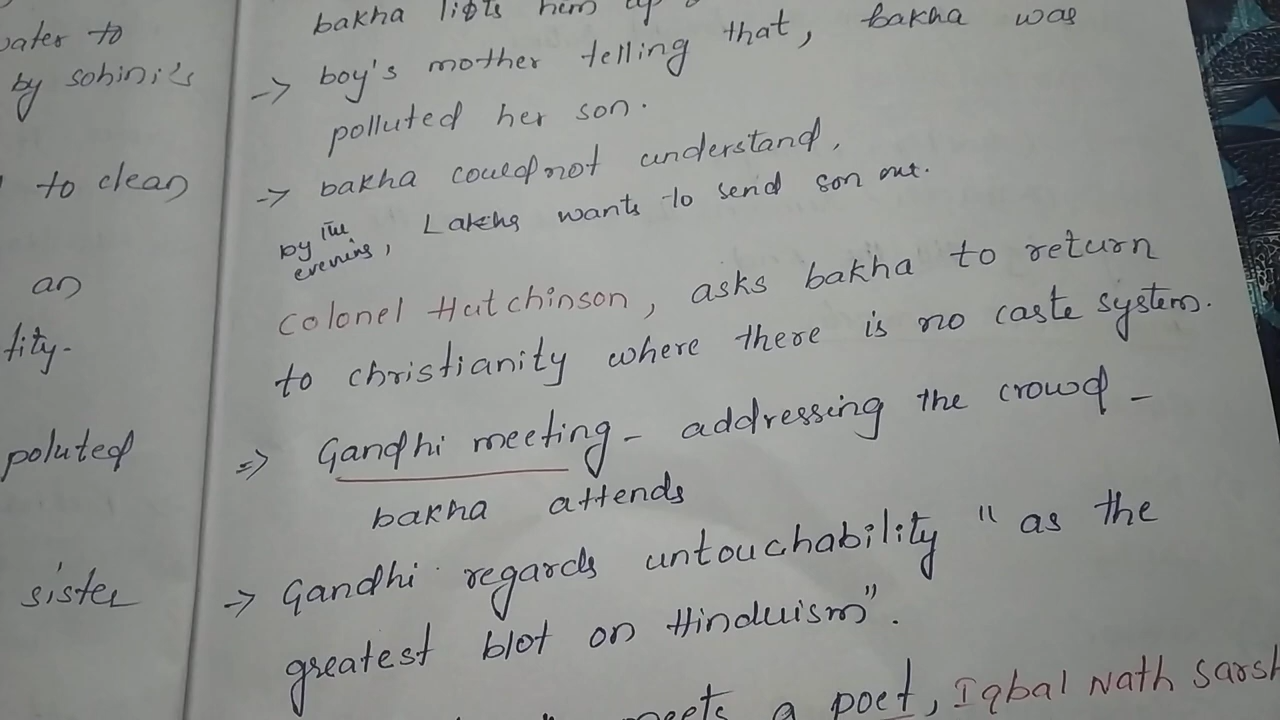 water to
by sohini's
to clean
an
tity.
poluted
sister
bakha lifts him up
-> boy's mother telling that, bakha was
polluted her son.
-> bakha could not understand.
by the evening, Lakha wants to send son out.
Colonel Hutchinson, asks bakha to return
to christianity where there is no caste system.
=> Gandhi meeting - addressing the crowd -
bakha attends
-> Gandhi regards untouchability "as the
greatest blot on Hinduism".
meets a poet, Iqbal Nath Sarsh